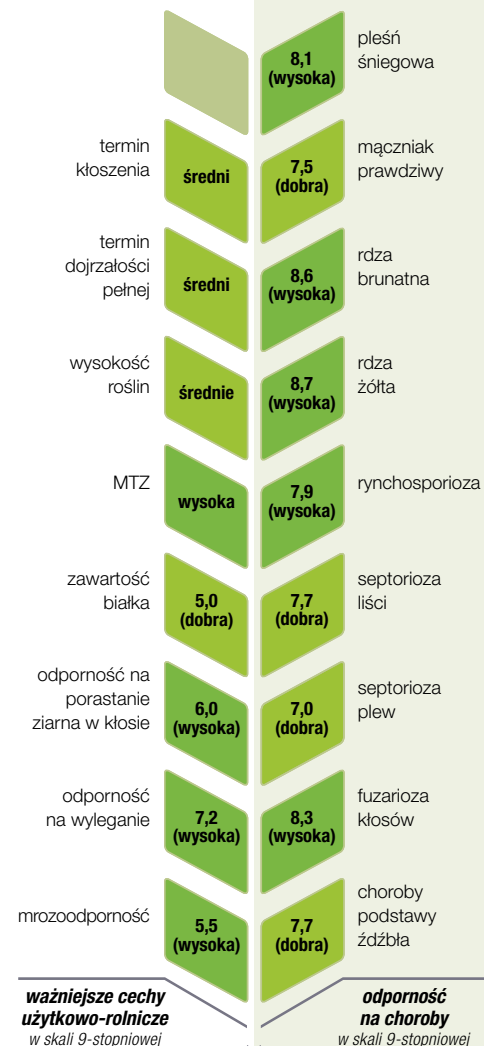 8,1
(wysoka)
pleśń
śniegowa
termin
kłoszenia
średni
7,5
(dobra)
mączniak
prawdziwy
termin
dojrzałości
pełnej
średni
8,6
(wysoka)
rdza
brunatna
wysokość
roślin
średnie
8,7
(wysoka)
rdza
żółta
MTZ
wysoka
7,9
(wysoka)
rynchosporioza
zawartość
białka
5,0
(dobra)
7,7
(dobra)
septorioza
liści
odporność na
porastanie
ziarna w kłosie
6,0
(wysoka)
7,0
(dobra)
septorioza
plew
odporność
na wyleganie
7,2
(wysoka)
8,3
(wysoka)
fuzarioza
kłosów
mrozoodporność
5,5
(wysoka)
7,7
(dobra)
choroby
podstawy
źdźbła
ważniejsze cechy
użytkowo-rolnicze
w skali 9-stopniowej
odporność
na choroby
w skali 9-stopniowej